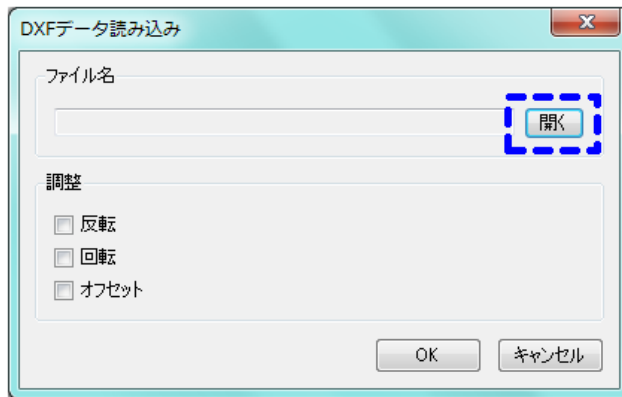 DXFデータ読み込み
ファイル名
開く
調整
反転
回転
オフセット
OK キャンセル